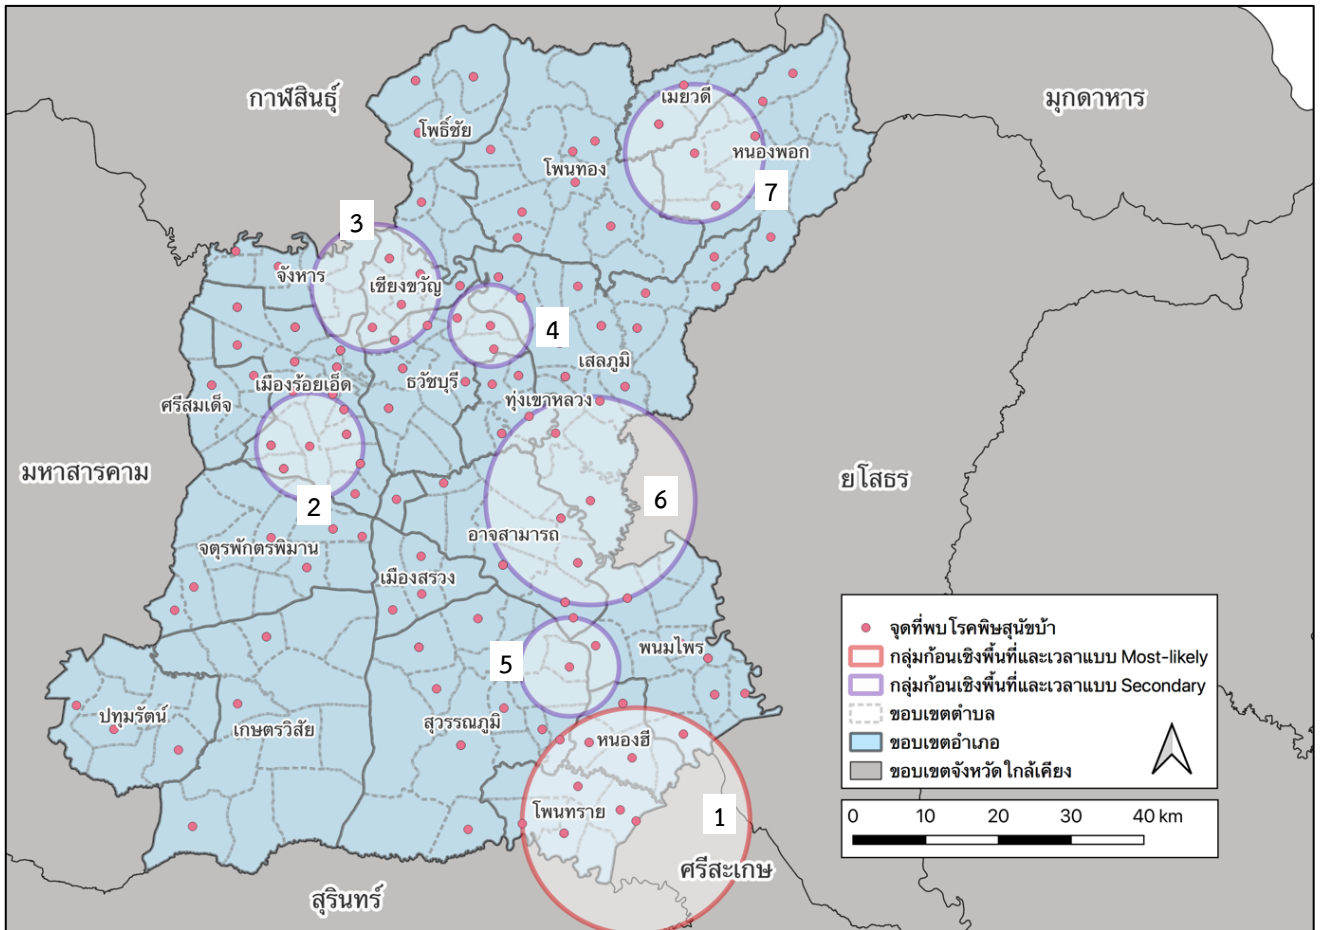 กาฬสินธุ์
มุกดาหาร
เมยวดี
โพธิ์ชัย
หนองพอก
โพนทอง
7
3
จังหาร
เชียงขวัญ
4
เสลภูมิ
เมืองร้อยเอ็ด
ธวัชบุรี
ศรีสมเด็จ
ทุ่งเขาหลวง
มหาสารคาม
ยโสธร
6
2
อาจสามารถ
จตุรพักตรพิมาน
เมืองสรวง
พนมไพร
5
ปทุมรัตน์
เกษตรวิสัย
สุวรรณภูมิ
หนองฮี
โพนทราย
1
ศรีสะเกษ
สุรินทร์
จุดที่พบโรคพิษสุนัขบ้า
กลุ่มก้อนเชิงพื้นที่และเวลาแบบ Most-likely
กลุ่มก้อนเชิงพื้นที่และเวลาแบบ Secondary
ขอบเขตตำบล
ขอบเขตอำเภอ
ขอบเขตจังหวัดใกล้เคียง
0 10 20 30 40 km